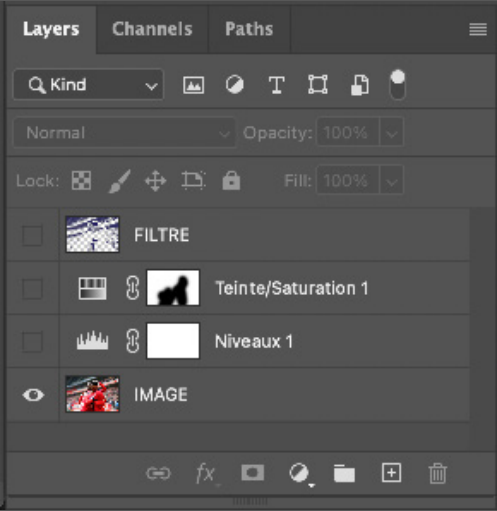 Layers Channels Paths
Kind T
Normal Opacity: 100%
Lock: Fill: 100%
FILTRE
Teinte/Saturation 1
Niveaux 1
IMAGE
fx